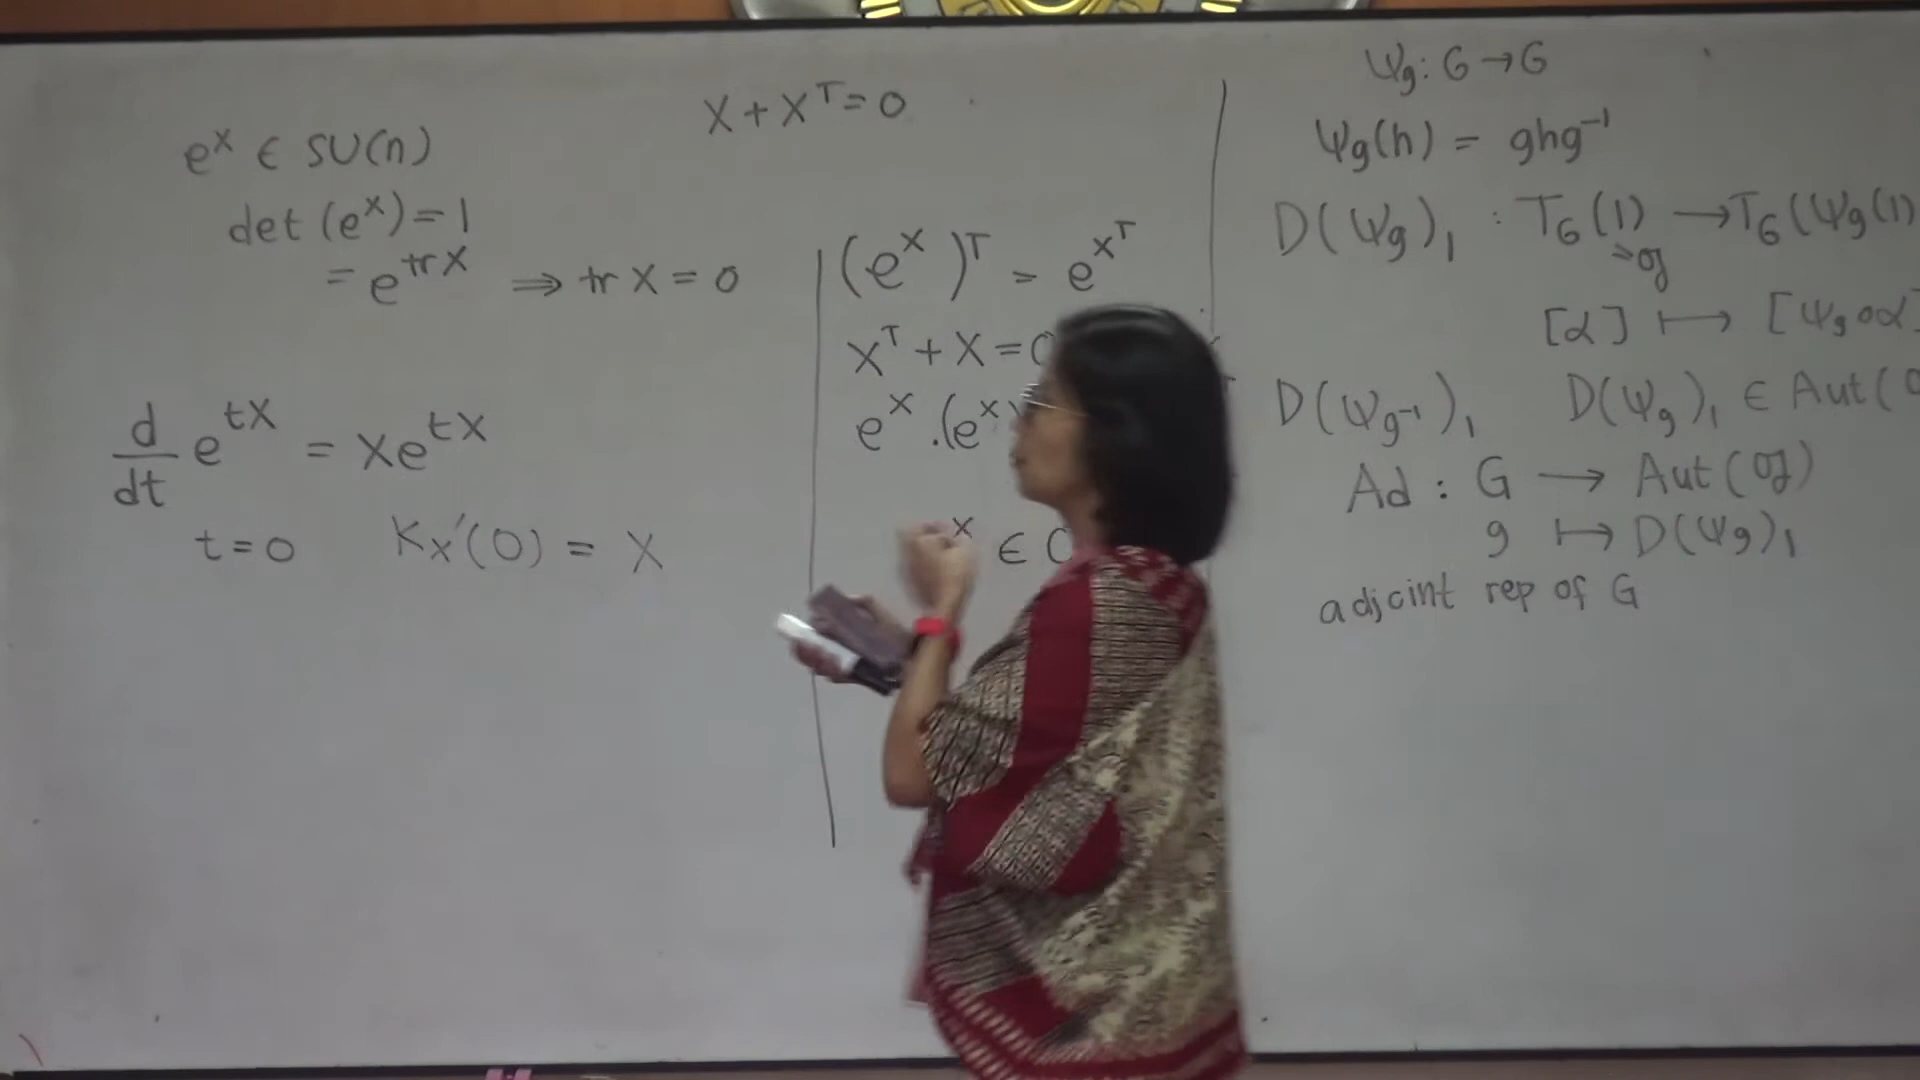 e^X ∈ SU(n)
det (e^X) = 1
= e^{tr X} ⇒ tr X = 0
d/dt e^{tX} = Xe^{tX}
t = 0 K_X'(0) = X
X + X^T = 0
(e^X)^T = e^{X^T}
X^T + X = 0
e^X . (e^X)
X ∈
Ψ_g : G → G
Ψ_g(h) = ghg^{-1}
D(Ψ_g)_1 : T_G(1) → T_G(Ψ_g(1)
= 𝔤
[α] ↦ [Ψ_g ∘ α]
D(Ψ_{g^{-1}})_1 D(Ψ_g)_1 ∈ Aut(
Ad : G → Aut(𝔤)
g ↦ D(Ψ_g)_1
adjoint rep of G